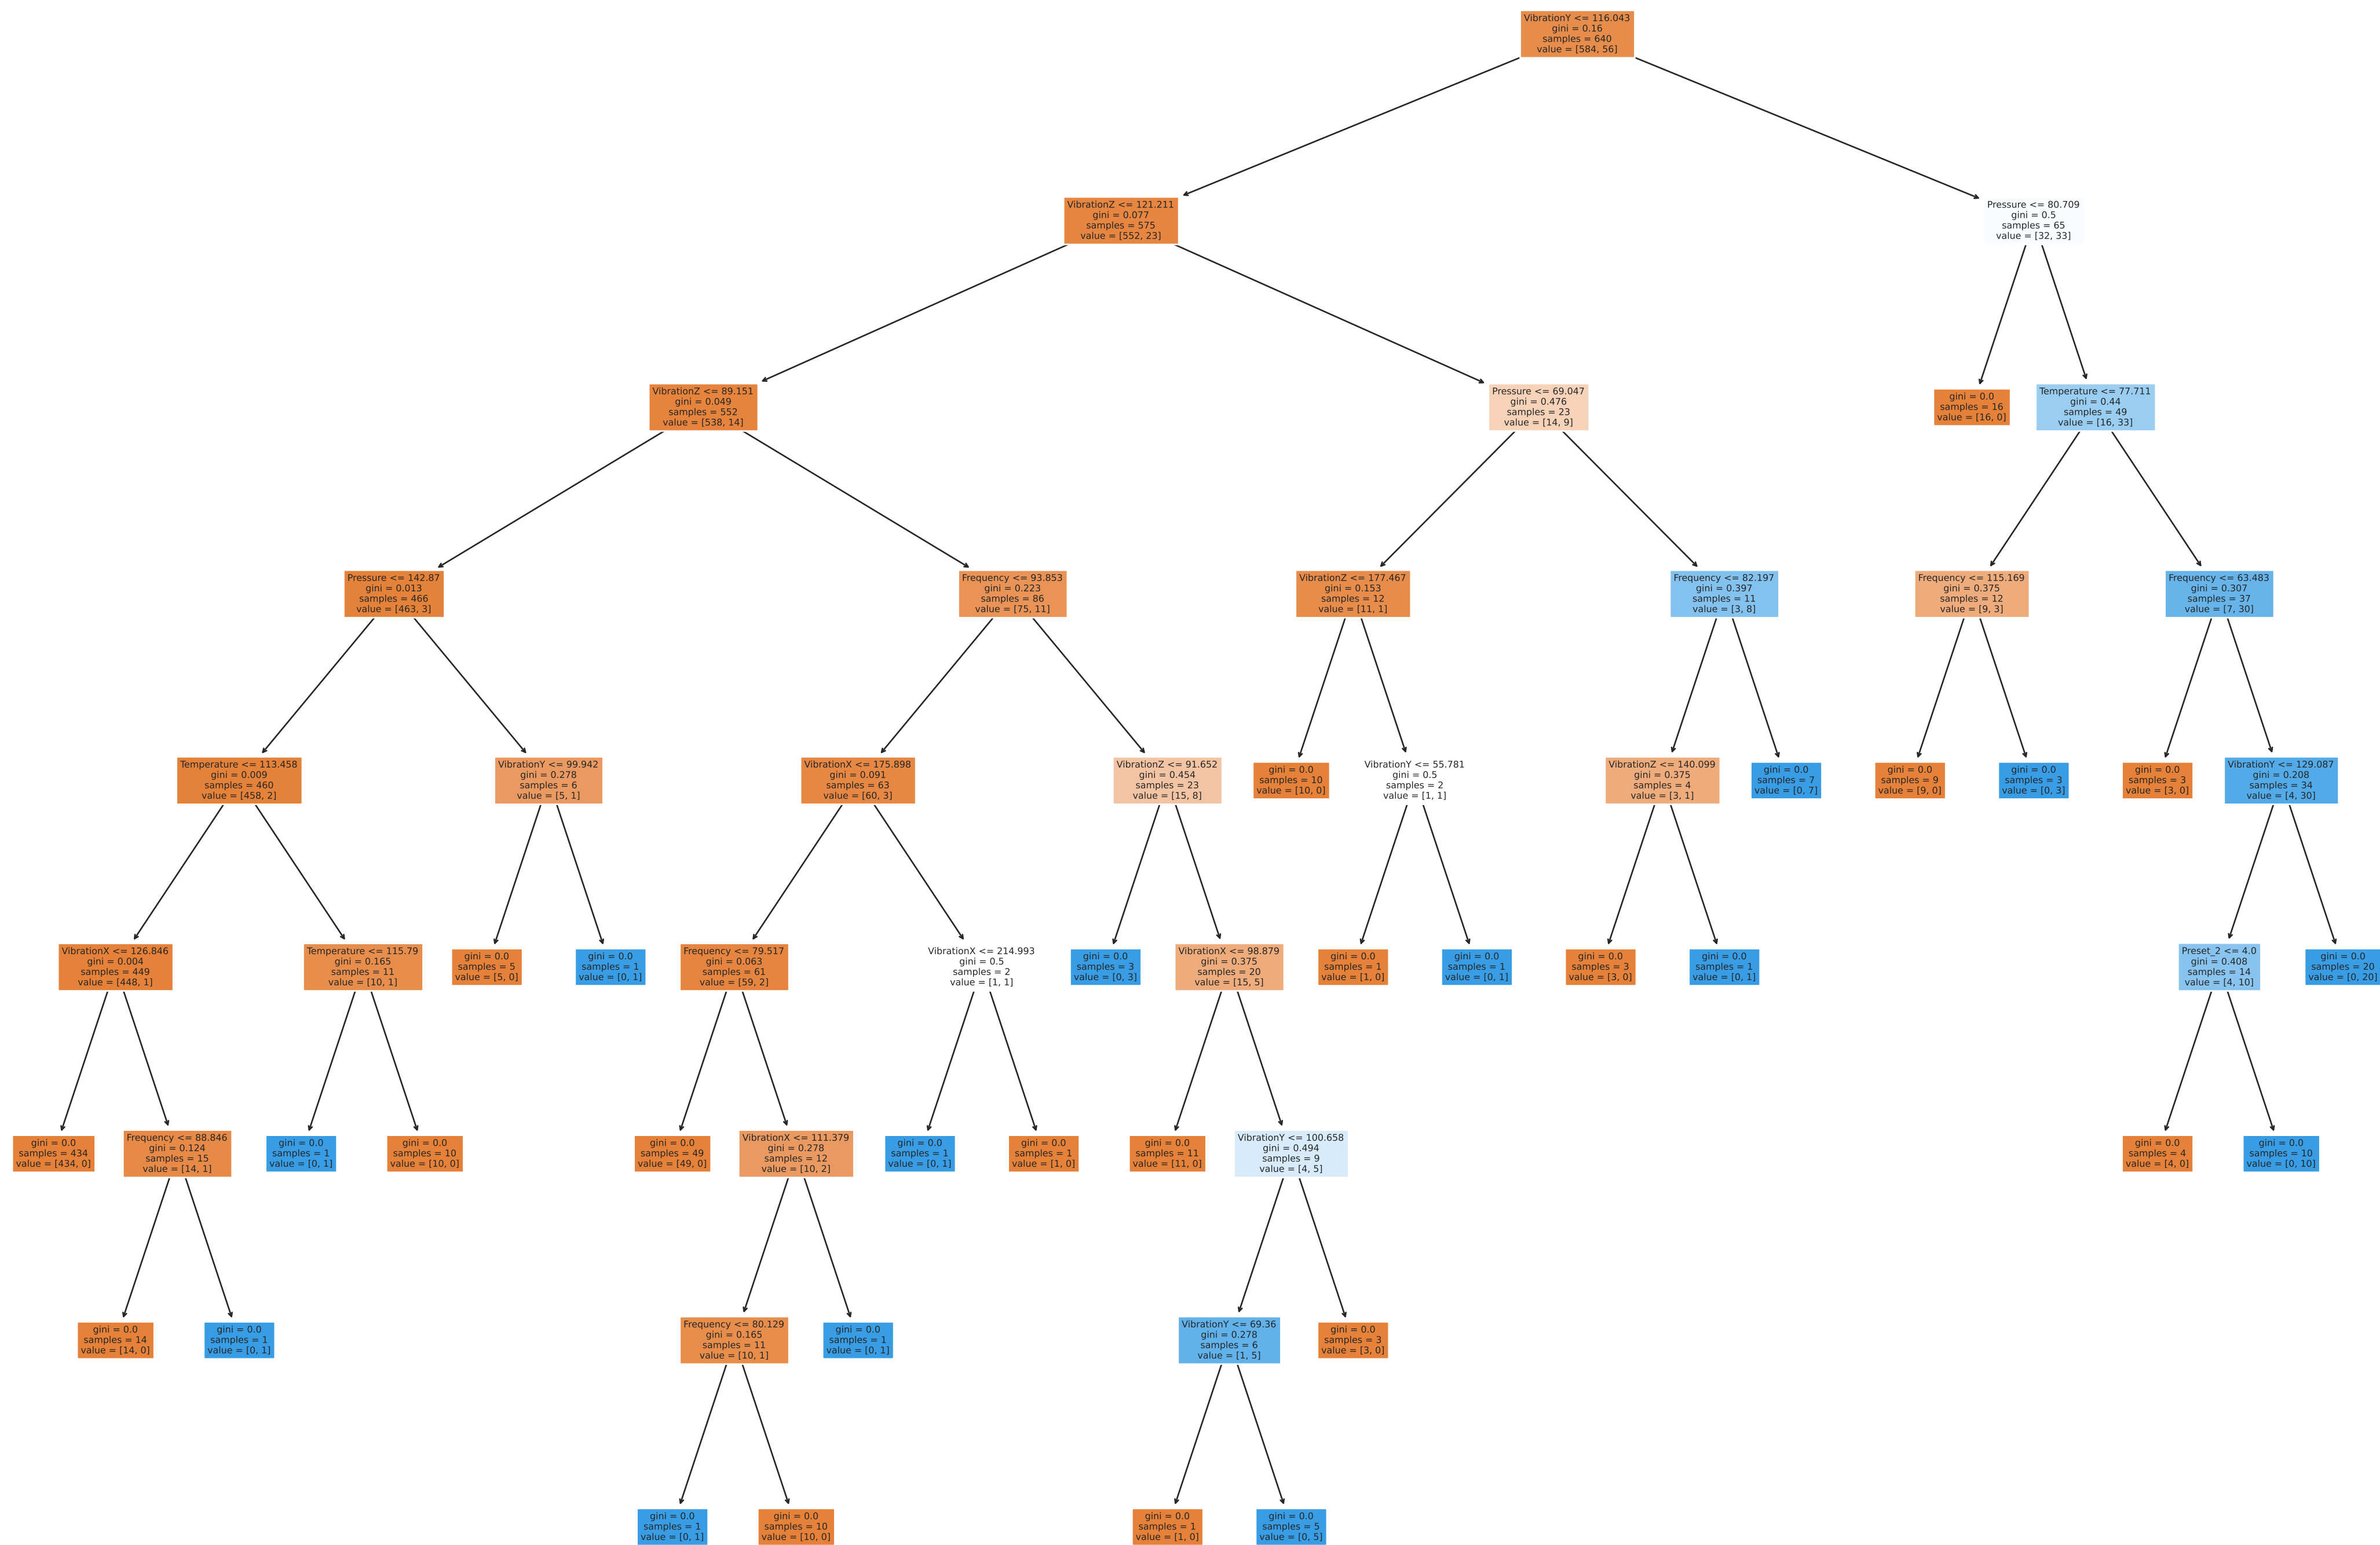 VibrationY <= 116.043
gini = 0.16
samples = 640
value = [584, 56]
VibrationZ <= 121.211
gini = 0.077
samples = 575
value = [552, 23]
Pressure <= 80.709
gini = 0.5
samples = 65
value = [32, 33]
VibrationZ <= 89.151
gini = 0.049
samples = 552
value = [538, 14]
Pressure <= 69.047
gini = 0.476
samples = 23
value = [14, 9]
gini = 0.0
samples = 16
value = [16, 0]
Temperature <= 77.711
gini = 0.44
samples = 49
value = [16, 33]
Pressure <= 142.87
gini = 0.013
samples = 466
value = [463, 3]
Frequency <= 93.853
gini = 0.223
samples = 86
value = [75, 11]
VibrationZ <= 177.467
gini = 0.153
samples = 12
value = [11, 1]
Frequency <= 82.197
gini = 0.397
samples = 11
value = [3, 8]
Frequency <= 115.169
gini = 0.375
samples = 12
value = [9, 3]
Frequency <= 63.483
gini = 0.307
samples = 37
value = [7, 30]
Temperature <= 113.458
gini = 0.009
samples = 460
value = [458, 2]
VibrationY <= 99.942
gini = 0.278
samples = 6
value = [5, 1]
VibrationX <= 175.898
gini = 0.091
samples = 63
value = [60, 3]
VibrationZ <= 91.652
gini = 0.454
samples = 23
value = [15, 8]
gini = 0.0
samples = 10
value = [10, 0]
VibrationY <= 55.781
gini = 0.5
samples = 2
value = [1, 1]
VibrationZ <= 140.099
gini = 0.375
samples = 4
value = [3, 1]
gini = 0.0
samples = 7
value = [0, 7]
gini = 0.0
samples = 9
value = [9, 0]
gini = 0.0
samples = 3
value = [0, 3]
gini = 0.0
samples = 3
value = [3, 0]
VibrationY <= 129.087
gini = 0.208
samples = 34
value = [4, 30]
VibrationX <= 126.846
gini = 0.004
samples = 449
value = [448, 1]
Temperature <= 115.79
gini = 0.165
samples = 11
value = [10, 1]
gini = 0.0
samples = 5
value = [5, 0]
gini = 0.0
samples = 1
value = [0, 1]
Frequency <= 79.517
gini = 0.063
samples = 61
value = [59, 2]
VibrationX <= 214.993
gini = 0.5
samples = 2
value = [1, 1]
gini = 0.0
samples = 3
value = [0, 3]
VibrationX <= 98.879
gini = 0.375
samples = 20
value = [15, 5]
gini = 0.0
samples = 1
value = [1, 0]
gini = 0.0
samples = 1
value = [0, 1]
gini = 0.0
samples = 3
value = [3, 0]
gini = 0.0
samples = 1
value = [0, 1]
Preset_2 <= 4.0
gini = 0.408
samples = 14
value = [4, 10]
gini = 0.0
samples = 20
value = [0, 20]
gini = 0.0
samples = 434
value = [434, 0]
Frequency <= 88.846
gini = 0.124
samples = 15
value = [14, 1]
gini = 0.0
samples = 1
value = [0, 1]
gini = 0.0
samples = 10
value = [10, 0]
gini = 0.0
samples = 49
value = [49, 0]
VibrationX <= 111.379
gini = 0.278
samples = 12
value = [10, 2]
gini = 0.0
samples = 1
value = [0, 1]
gini = 0.0
samples = 1
value = [1, 0]
gini = 0.0
samples = 11
value = [11, 0]
VibrationY <= 100.658
gini = 0.494
samples = 9
value = [4, 5]
gini = 0.0
samples = 4
value = [4, 0]
gini = 0.0
samples = 10
value = [0, 10]
gini = 0.0
samples = 14
value = [14, 0]
gini = 0.0
samples = 1
value = [0, 1]
Frequency <= 80.129
gini = 0.165
samples = 11
value = [10, 1]
gini = 0.0
samples = 1
value = [0, 1]
VibrationY <= 69.36
gini = 0.278
samples = 6
value = [1, 5]
gini = 0.0
samples = 3
value = [3, 0]
gini = 0.0
samples = 1
value = [0, 1]
gini = 0.0
samples = 10
value = [10, 0]
gini = 0.0
samples = 1
value = [1, 0]
gini = 0.0
samples = 5
value = [0, 5]